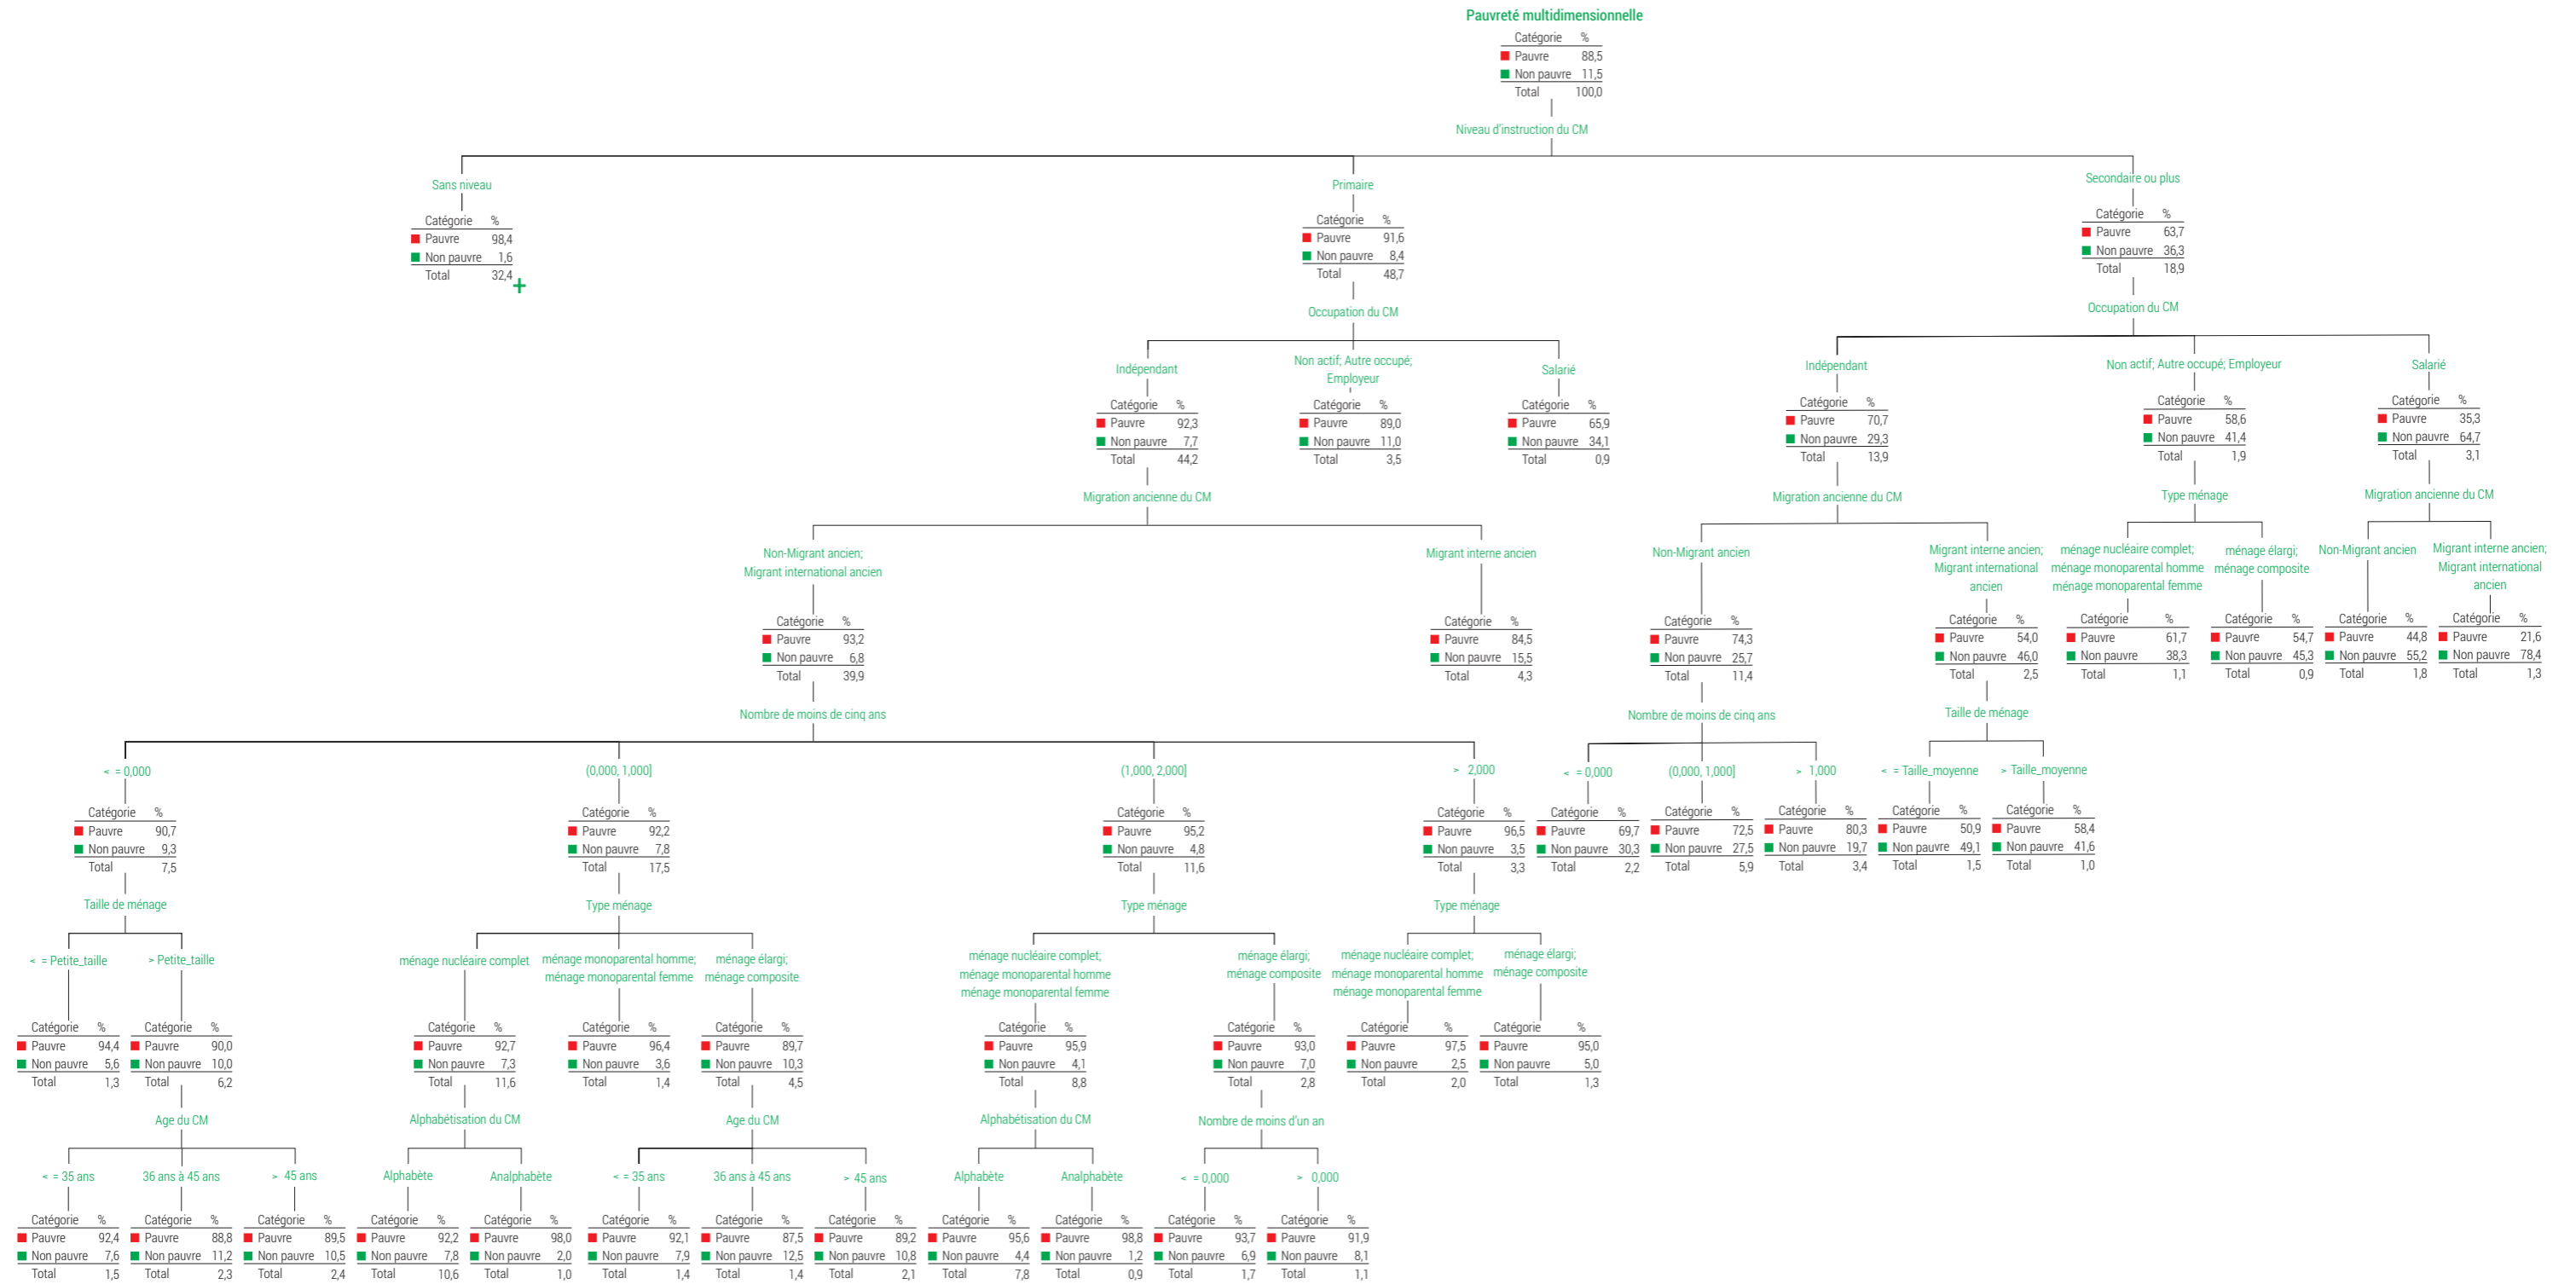 Pauvreté multidimensionnelle
Catégorie %
Pauvre 88,5
Non pauvre 11,5
Total 100,0
Niveau d'instruction du CM
Sans niveau
Catégorie %
Pauvre 98,4
Non pauvre 1,6
Total 32,4
+
Primaire
Catégorie %
Pauvre 91,6
Non pauvre 8,4
Total 48,7
Occupation du CM
Secondaire ou plus
Catégorie %
Pauvre 63,7
Non pauvre 36,3
Total 18,9
Occupation du CM
Indépendant
Catégorie %
Pauvre 92,3
Non pauvre 7,7
Total 44,2
Migration ancienne du CM
Non actif; Autre occupé;
Employeur
Catégorie %
Pauvre 89,0
Non pauvre 11,0
Total 3,5
Salarié
Catégorie %
Pauvre 65,9
Non pauvre 34,1
Total 0,9
Indépendant
Catégorie %
Pauvre 70,7
Non pauvre 29,3
Total 13,9
Migration ancienne du CM
Non actif; Autre occupé; Employeur
Catégorie %
Pauvre 58,6
Non pauvre 41,4
Total 1,9
Type ménage
Salarié
Catégorie %
Pauvre 35,3
Non pauvre 64,7
Total 3,1
Migration ancienne du CM
Non-Migrant ancien;
Migrant international ancien
Catégorie %
Pauvre 93,2
Non pauvre 6,8
Total 39,9
Nombre de moins de cinq ans
Migrant interne ancien
Catégorie %
Pauvre 84,5
Non pauvre 15,5
Total 4,3
Non-Migrant ancien
Catégorie %
Pauvre 74,3
Non pauvre 25,7
Total 11,4
Nombre de moins de cinq ans
Migrant interne ancien;
Migrant international
ancien
Catégorie %
Pauvre 54,0
Non pauvre 46,0
Total 2,5
Taille de ménage
ménage nucléaire complet;
ménage monoparental homme
ménage monoparental femme
Catégorie %
Pauvre 61,7
Non pauvre 38,3
Total 1,1
ménage élargi;
ménage composite
Catégorie %
Pauvre 54,7
Non pauvre 45,3
Total 0,9
Non-Migrant ancien
Catégorie %
Pauvre 44,8
Non pauvre 55,2
Total 1,8
Migrant interne ancien;
Migrant international
ancien
Catégorie %
Pauvre 21,6
Non pauvre 78,4
Total 1,3
< = 0,000
Catégorie %
Pauvre 90,7
Non pauvre 9,3
Total 7,5
Taille de ménage
(0,000, 1,000]
Catégorie %
Pauvre 92,2
Non pauvre 7,8
Total 17,5
Type ménage
(1,000, 2,000]
Catégorie %
Pauvre 95,2
Non pauvre 4,8
Total 11,6
Type ménage
> 2,000
Catégorie %
Pauvre 96,5
Non pauvre 3,5
Total 3,3
Type ménage
< = 0,000
Catégorie %
Pauvre 69,7
Non pauvre 30,3
Total 2,2
(0,000, 1,000]
Catégorie %
Pauvre 72,5
Non pauvre 27,5
Total 5,9
> 1,000
Catégorie %
Pauvre 80,3
Non pauvre 19,7
Total 3,4
< = Taille_moyenne
Catégorie %
Pauvre 50,9
Non pauvre 49,1
Total 1,5
> Taille_moyenne
Catégorie %
Pauvre 58,4
Non pauvre 41,6
Total 1,0
< = Petite_taille
Catégorie %
Pauvre 94,4
Non pauvre 5,6
Total 1,3
> Petite_taille
Catégorie %
Pauvre 90,0
Non pauvre 10,0
Total 6,2
Age du CM
ménage nucléaire complet
Catégorie %
Pauvre 92,7
Non pauvre 7,3
Total 11,6
Alphabétisation du CM
ménage monoparental homme;
ménage monoparental femme
Catégorie %
Pauvre 96,4
Non pauvre 3,6
Total 1,4
ménage élargi;
ménage composite
Catégorie %
Pauvre 89,7
Non pauvre 10,3
Total 4,5
Age du CM
ménage nucléaire complet;
ménage monoparental homme
ménage monoparental femme
Catégorie %
Pauvre 95,9
Non pauvre 4,1
Total 8,8
Alphabétisation du CM
ménage élargi;
ménage composite
Catégorie %
Pauvre 93,0
Non pauvre 7,0
Total 2,8
Nombre de moins d'un an
ménage nucléaire complet;
ménage monoparental homme
ménage monoparental femme
Catégorie %
Pauvre 97,5
Non pauvre 2,5
Total 2,0
ménage élargi;
ménage composite
Catégorie %
Pauvre 95,0
Non pauvre 5,0
Total 1,3
< = 35 ans
Catégorie %
Pauvre 92,4
Non pauvre 7,6
Total 1,5
36 ans à 45 ans
Catégorie %
Pauvre 88,8
Non pauvre 11,2
Total 2,3
> 45 ans
Catégorie %
Pauvre 89,5
Non pauvre 10,5
Total 2,4
Alphabète
Catégorie %
Pauvre 92,2
Non pauvre 7,8
Total 10,6
Analphabète
Catégorie %
Pauvre 98,0
Non pauvre 2,0
Total 1,0
< = 35 ans
Catégorie %
Pauvre 92,1
Non pauvre 7,9
Total 1,4
36 ans à 45 ans
Catégorie %
Pauvre 87,5
Non pauvre 12,5
Total 1,4
> 45 ans
Catégorie %
Pauvre 89,2
Non pauvre 10,8
Total 2,1
Alphabète
Catégorie %
Pauvre 95,6
Non pauvre 4,4
Total 7,8
Analphabète
Catégorie %
Pauvre 98,8
Non pauvre 1,2
Total 0,9
< = 0,000
Catégorie %
Pauvre 93,7
Non pauvre 6,9
Total 1,7
> 0,000
Catégorie %
Pauvre 91,9
Non pauvre 8,1
Total 1,1